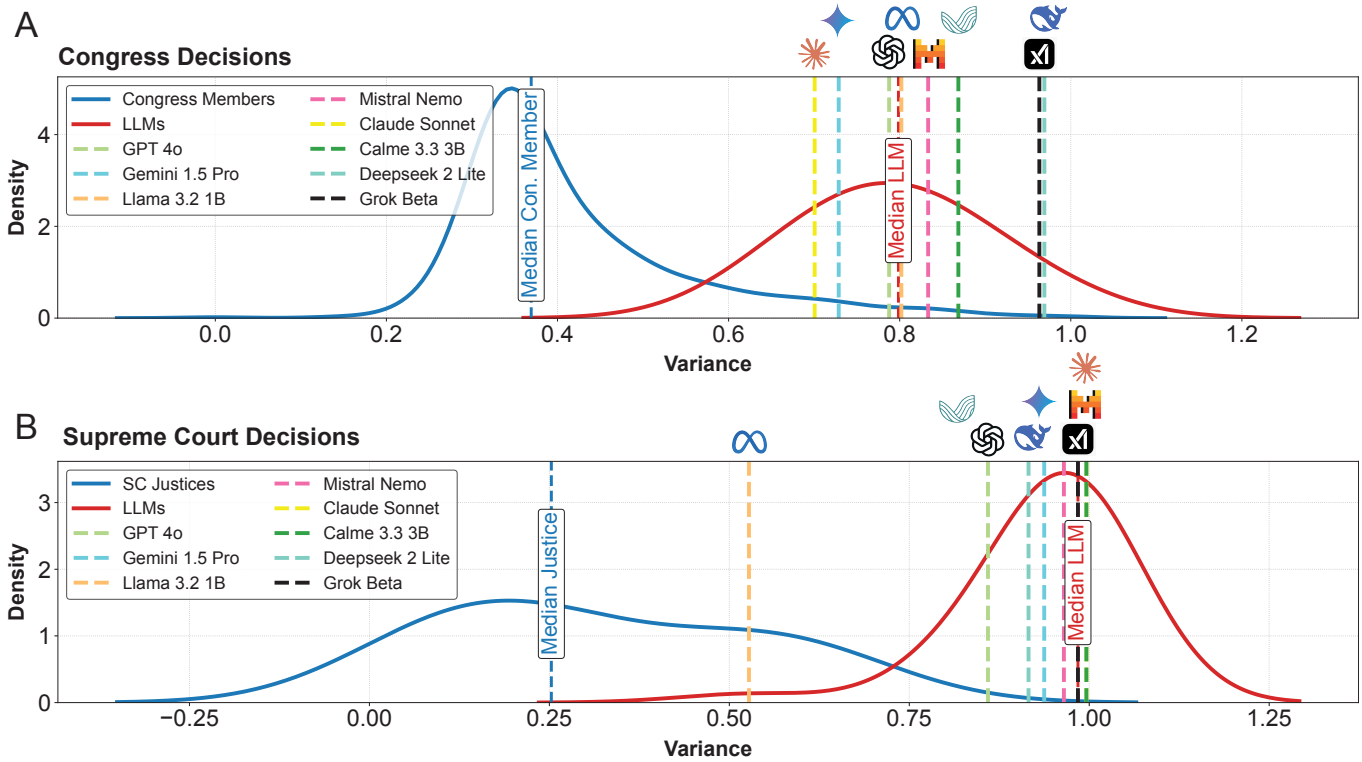 A
Congress Decisions
Congress Members
LLMs
GPT 4o
Gemini 1.5 Pro
Llama 3.2 1B
Mistral Nemo
Claude Sonnet
Calme 3.3 3B
Deepseek 2 Lite
Grok Beta
Median Con. Member
Median LLM
Density
4
2
0
0.0
0.2
0.4
0.6
0.8
1.0
1.2
Variance
B
Supreme Court Decisions
SC Justices
LLMs
GPT 4o
Gemini 1.5 Pro
Llama 3.2 1B
Mistral Nemo
Claude Sonnet
Calme 3.3 3B
Deepseek 2 Lite
Grok Beta
Median Justice
Median LLM
Density
3
2
1
0
−0.25
0.00
0.25
0.50
0.75
1.00
1.25
Variance